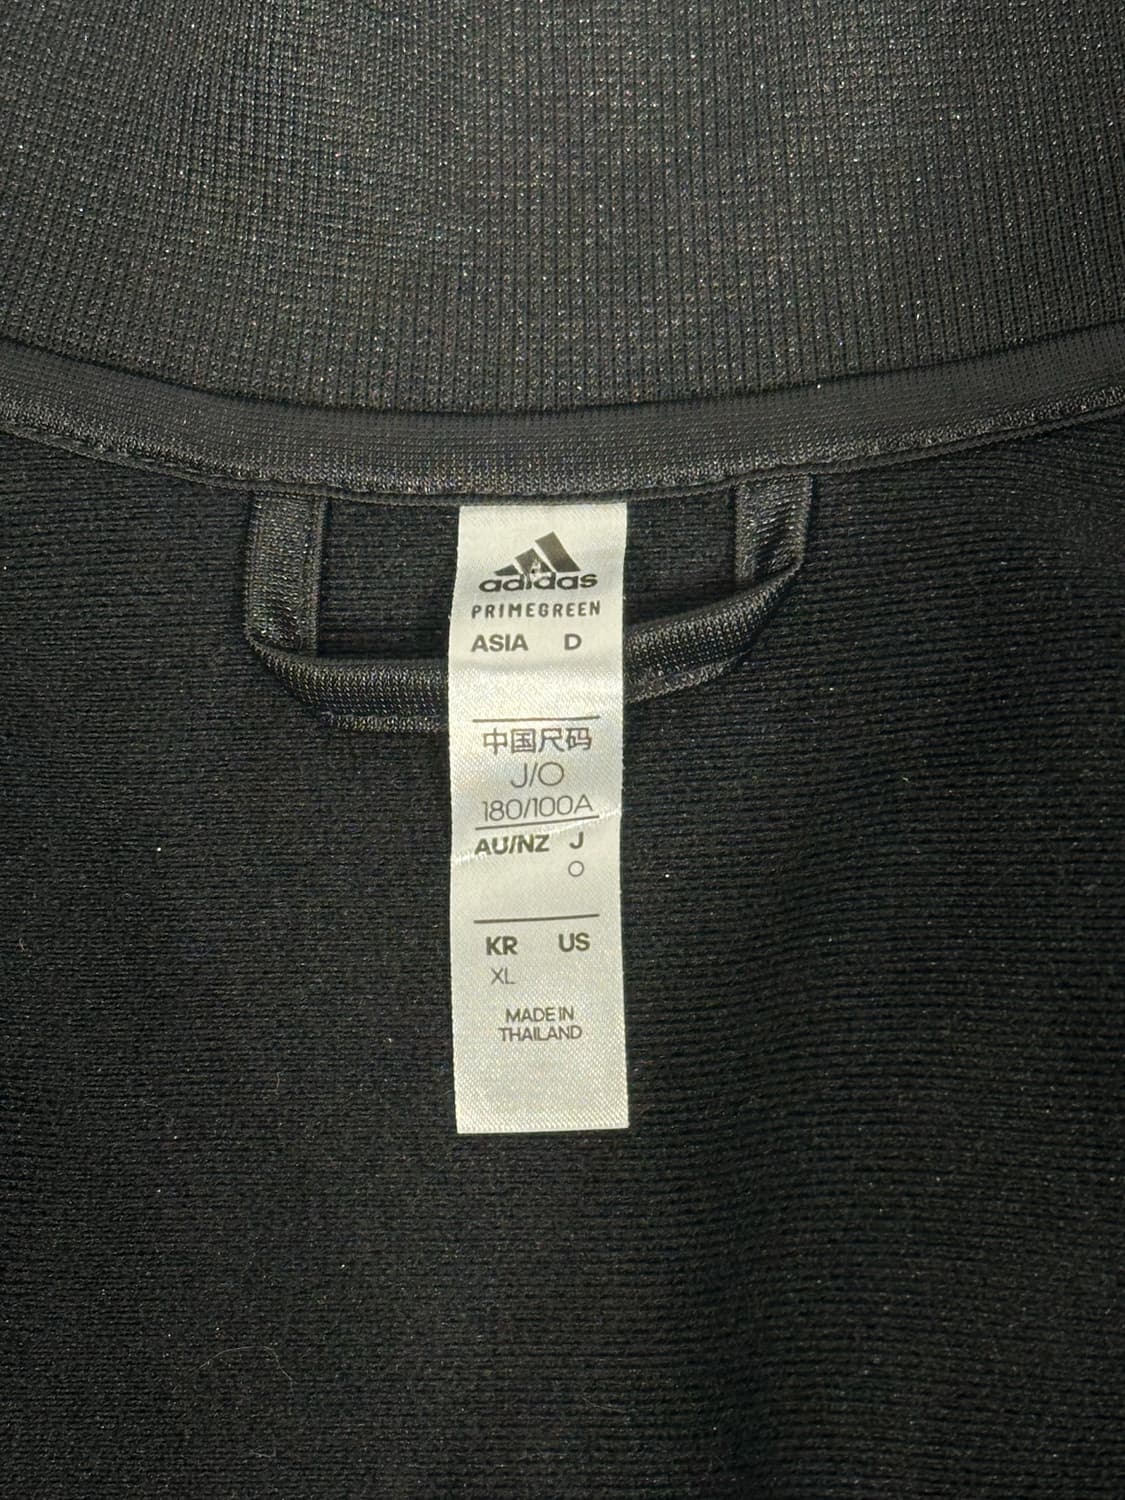 adidas
PRIMEGREEN
ASIA D
中国尺码
J/O
180/100A
AU/NZ J
O
KR US
XL
MADE IN
THAILAND